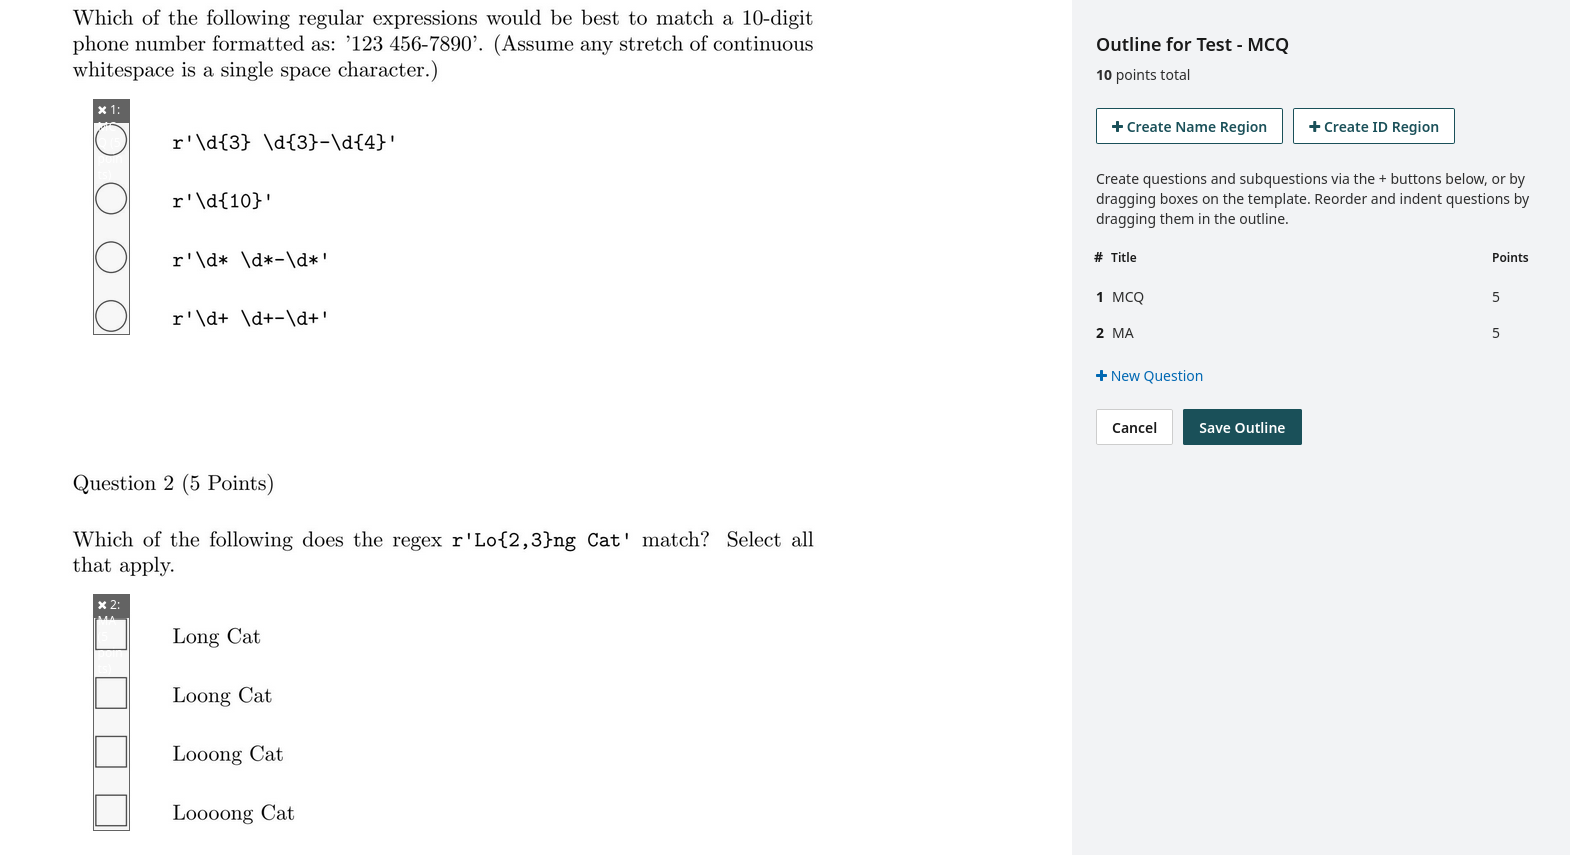 Which of the following regular expressions would be best to match a 10-digit
phone number formatted as: ’123 456-7890’. (Assume any stretch of continuous
whitespace is a single space character.)
✖ 1:
r'\d{3} \d{3}-\d{4}'
r'\d{10}'
r'\d* \d*-\d*'
r'\d+ \d+-\d+'
Question 2 (5 Points)
Which of the following does the regex r'Lo{2,3}ng Cat' match? Select all
that apply.
✖ 2:
MA
Long Cat
Loong Cat
Looong Cat
Loooong Cat
Outline for Test - MCQ
10 points total
+ Create Name Region
+ Create ID Region
Create questions and subquestions via the + buttons below, or by
dragging boxes on the template. Reorder and indent questions by
dragging them in the outline.
# Title Points
1 MCQ 5
2 MA 5
+ New Question
Cancel
Save Outline